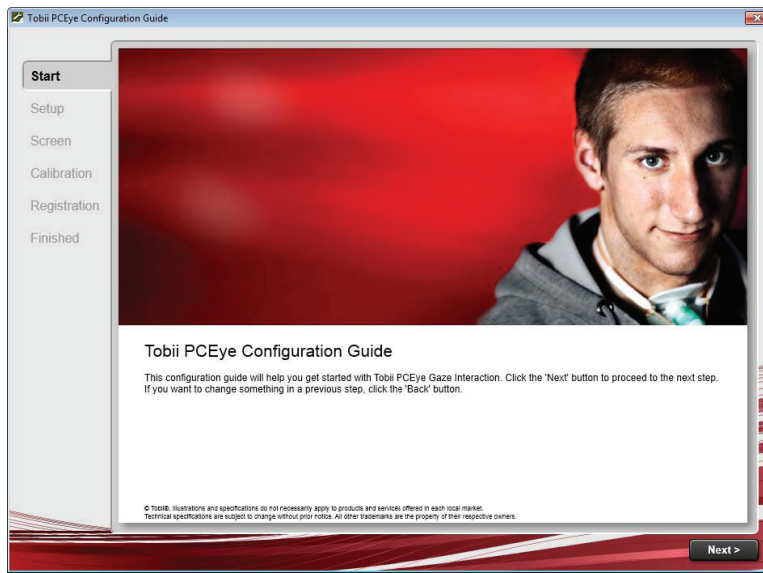 Tobii PCEye Configuration Guide
Start
Setup
Screen
Calibration
Registration
Finished
Tobii PCEye Configuration Guide
This configuration guide will help you get started with Tobii PCEye Gaze Interaction. Click the 'Next' button to proceed to the next step.
If you want to change something in a previous step, click the 'Back' button.
© Tobii®. Illustrations and specifications do not necessarily apply to products and services offered in each local market.
Technical specifications are subject to change without prior notice. All other trademarks are the property of their respective owners.
Next >